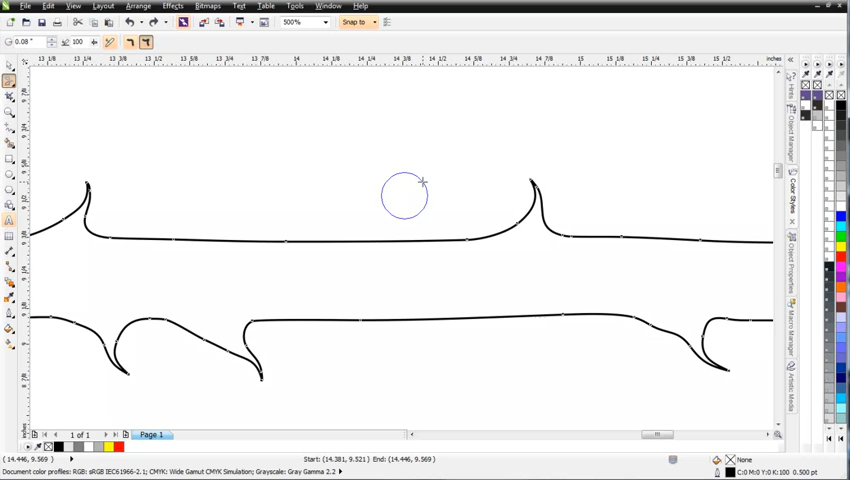 File Edit View Layout Arrange Effects Bitmaps Text Table Tools Window Help
500% Snap to
0.08 " 100
13 1/8 13 1/4 13 3/8 13 1/2 13 5/8 13 3/4 13 7/8 14 14 1/8 14 1/4 14 3/8 14 1/2 14 5/8 14 3/4 14 7/8 15 15 1/8 15 1/4 15 3/8 15 1/2 inches
Hints
Object Manager
Color Styles
Object Properties
Macro Manager
Artistic Media
1 of 1 Page 1
( 14.446, 9.569 ) Start: (14.381, 9.521) End: (14.446, 9.569) None
Document color profiles: RGB: sRGB IEC61966-2.1; CMYK: Wide Gamut CMYK Simulation; Grayscale: Gray Gamma 2.2 C:0 M:0 Y:0 K:100 0.500 pt